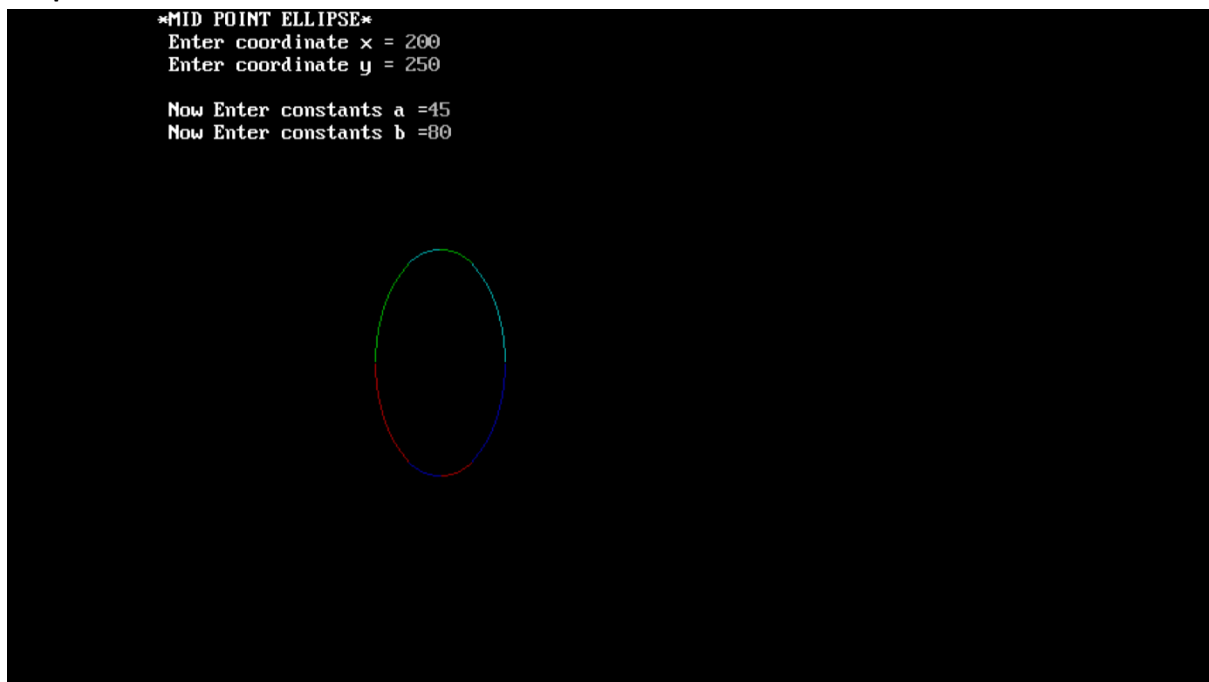 *MID POINT ELLIPSE*
Enter coordinate x = 200
Enter coordinate y = 250
Now Enter constants a =45
Now Enter constants b =80